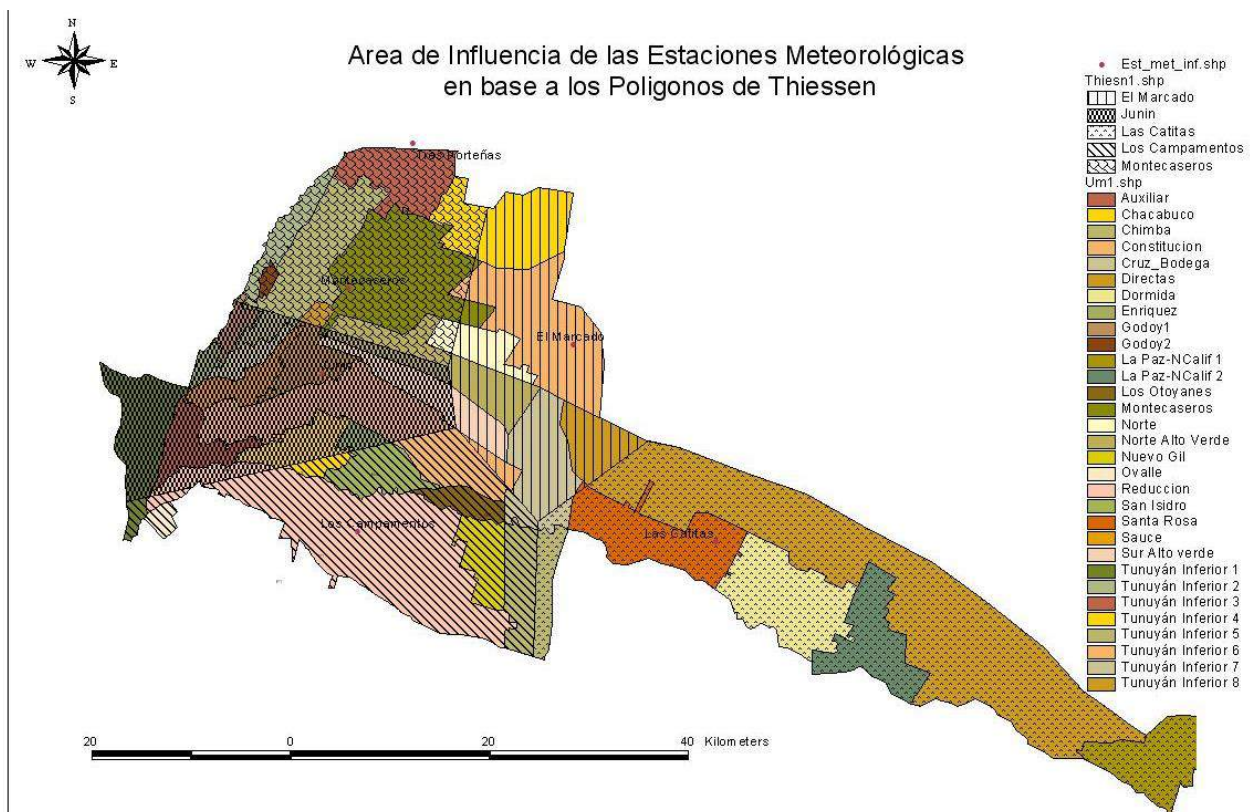 N
W E
S
Area de Influencia de las Estaciones Meteorológicas
en base a los Poligonos de Thiessen
Est_met_inf.shp
Thiesn1.shp
El Marcado
Junin
Las Catitas
Los Campamentos
Montecaseros
Um1.shp
Auxiliar
Chacabuco
Chimba
Constitucion
Cruz_Bodega
Directas
Dormida
Enriquez
Godoy1
Godoy2
La Paz-NCalif 1
La Paz-NCalif 2
Los Otoyanes
Montecaseros
Norte
Norte Alto Verde
Nuevo Gil
Ovalle
Reduccion
San Isidro
Santa Rosa
Sauce
Sur Alto verde
Tunuyán Inferior 1
Tunuyán Inferior 2
Tunuyán Inferior 3
Tunuyán Inferior 4
Tunuyán Inferior 5
Tunuyán Inferior 6
Tunuyán Inferior 7
Tunuyán Inferior 8
Las Porteñas
Montecaseros
El Marcado
Los Campamentos
Las Catitas
20 0 20 40 Kilometers